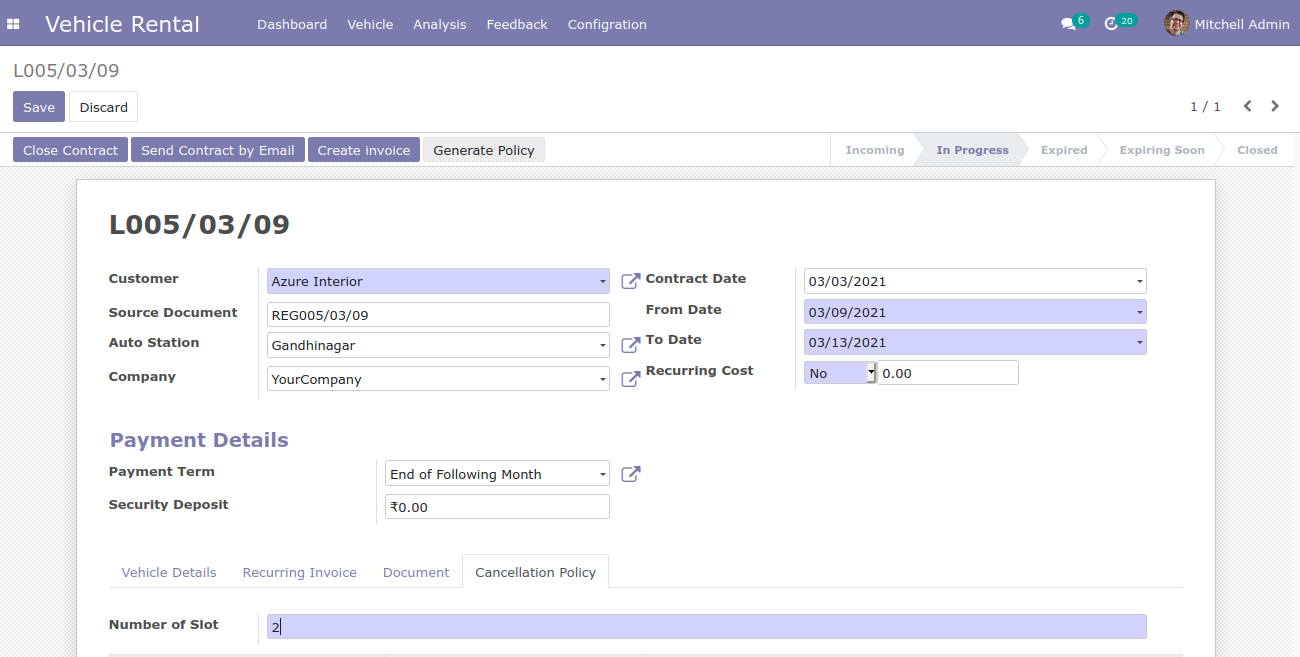 Vehicle Rental Dashboard Vehicle Analysis Feedback Configration 6 20 Mitchell Admin
L005/03/09
Save Discard 1 / 1
Close Contract Send Contract by Email Create invoice Generate Policy Incoming In Progress Expired Expiring Soon Closed
L005/03/09
Customer Azure Interior Contract Date 03/03/2021
Source Document REG005/03/09 From Date 03/09/2021
Auto Station Gandhinagar To Date 03/13/2021
Company YourCompany Recurring Cost No 0.00
Payment Details
Payment Term End of Following Month
Security Deposit ₹0.00
Vehicle Details Recurring Invoice Document Cancellation Policy
Number of Slot 2